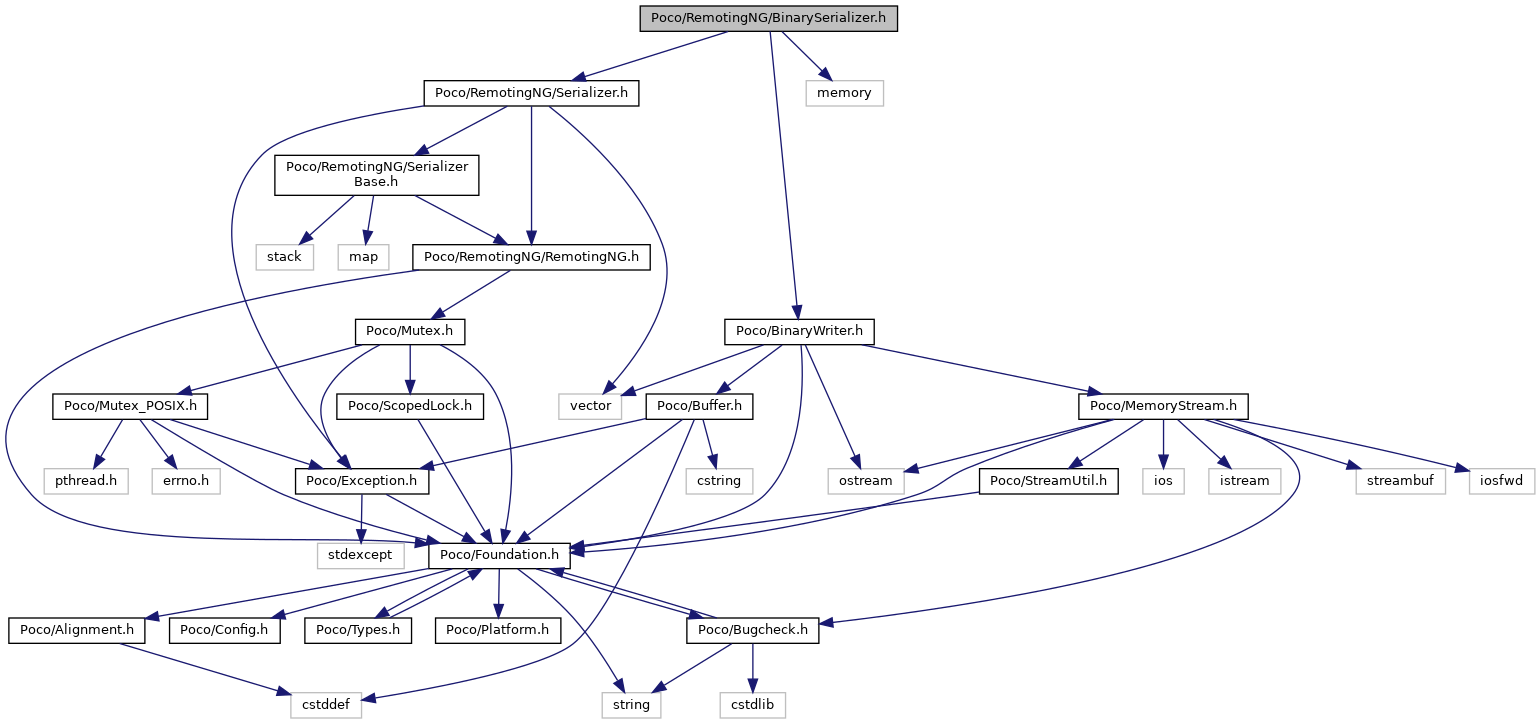 Poco/RemotingNG/BinarySerializer.h
Poco/RemotingNG/Serializer.h
memory
Poco/RemotingNG/Serializer
Base.h
stack
map
Poco/RemotingNG/RemotingNG.h
Poco/Mutex.h
Poco/BinaryWriter.h
Poco/Mutex_POSIX.h
Poco/ScopedLock.h
vector
Poco/Buffer.h
Poco/MemoryStream.h
pthread.h
errno.h
Poco/Exception.h
cstring
ostream
Poco/StreamUtil.h
ios
istream
streambuf
iosfwd
stdexcept
Poco/Foundation.h
Poco/Alignment.h
Poco/Config.h
Poco/Types.h
Poco/Platform.h
Poco/Bugcheck.h
cstddef
string
cstdlib